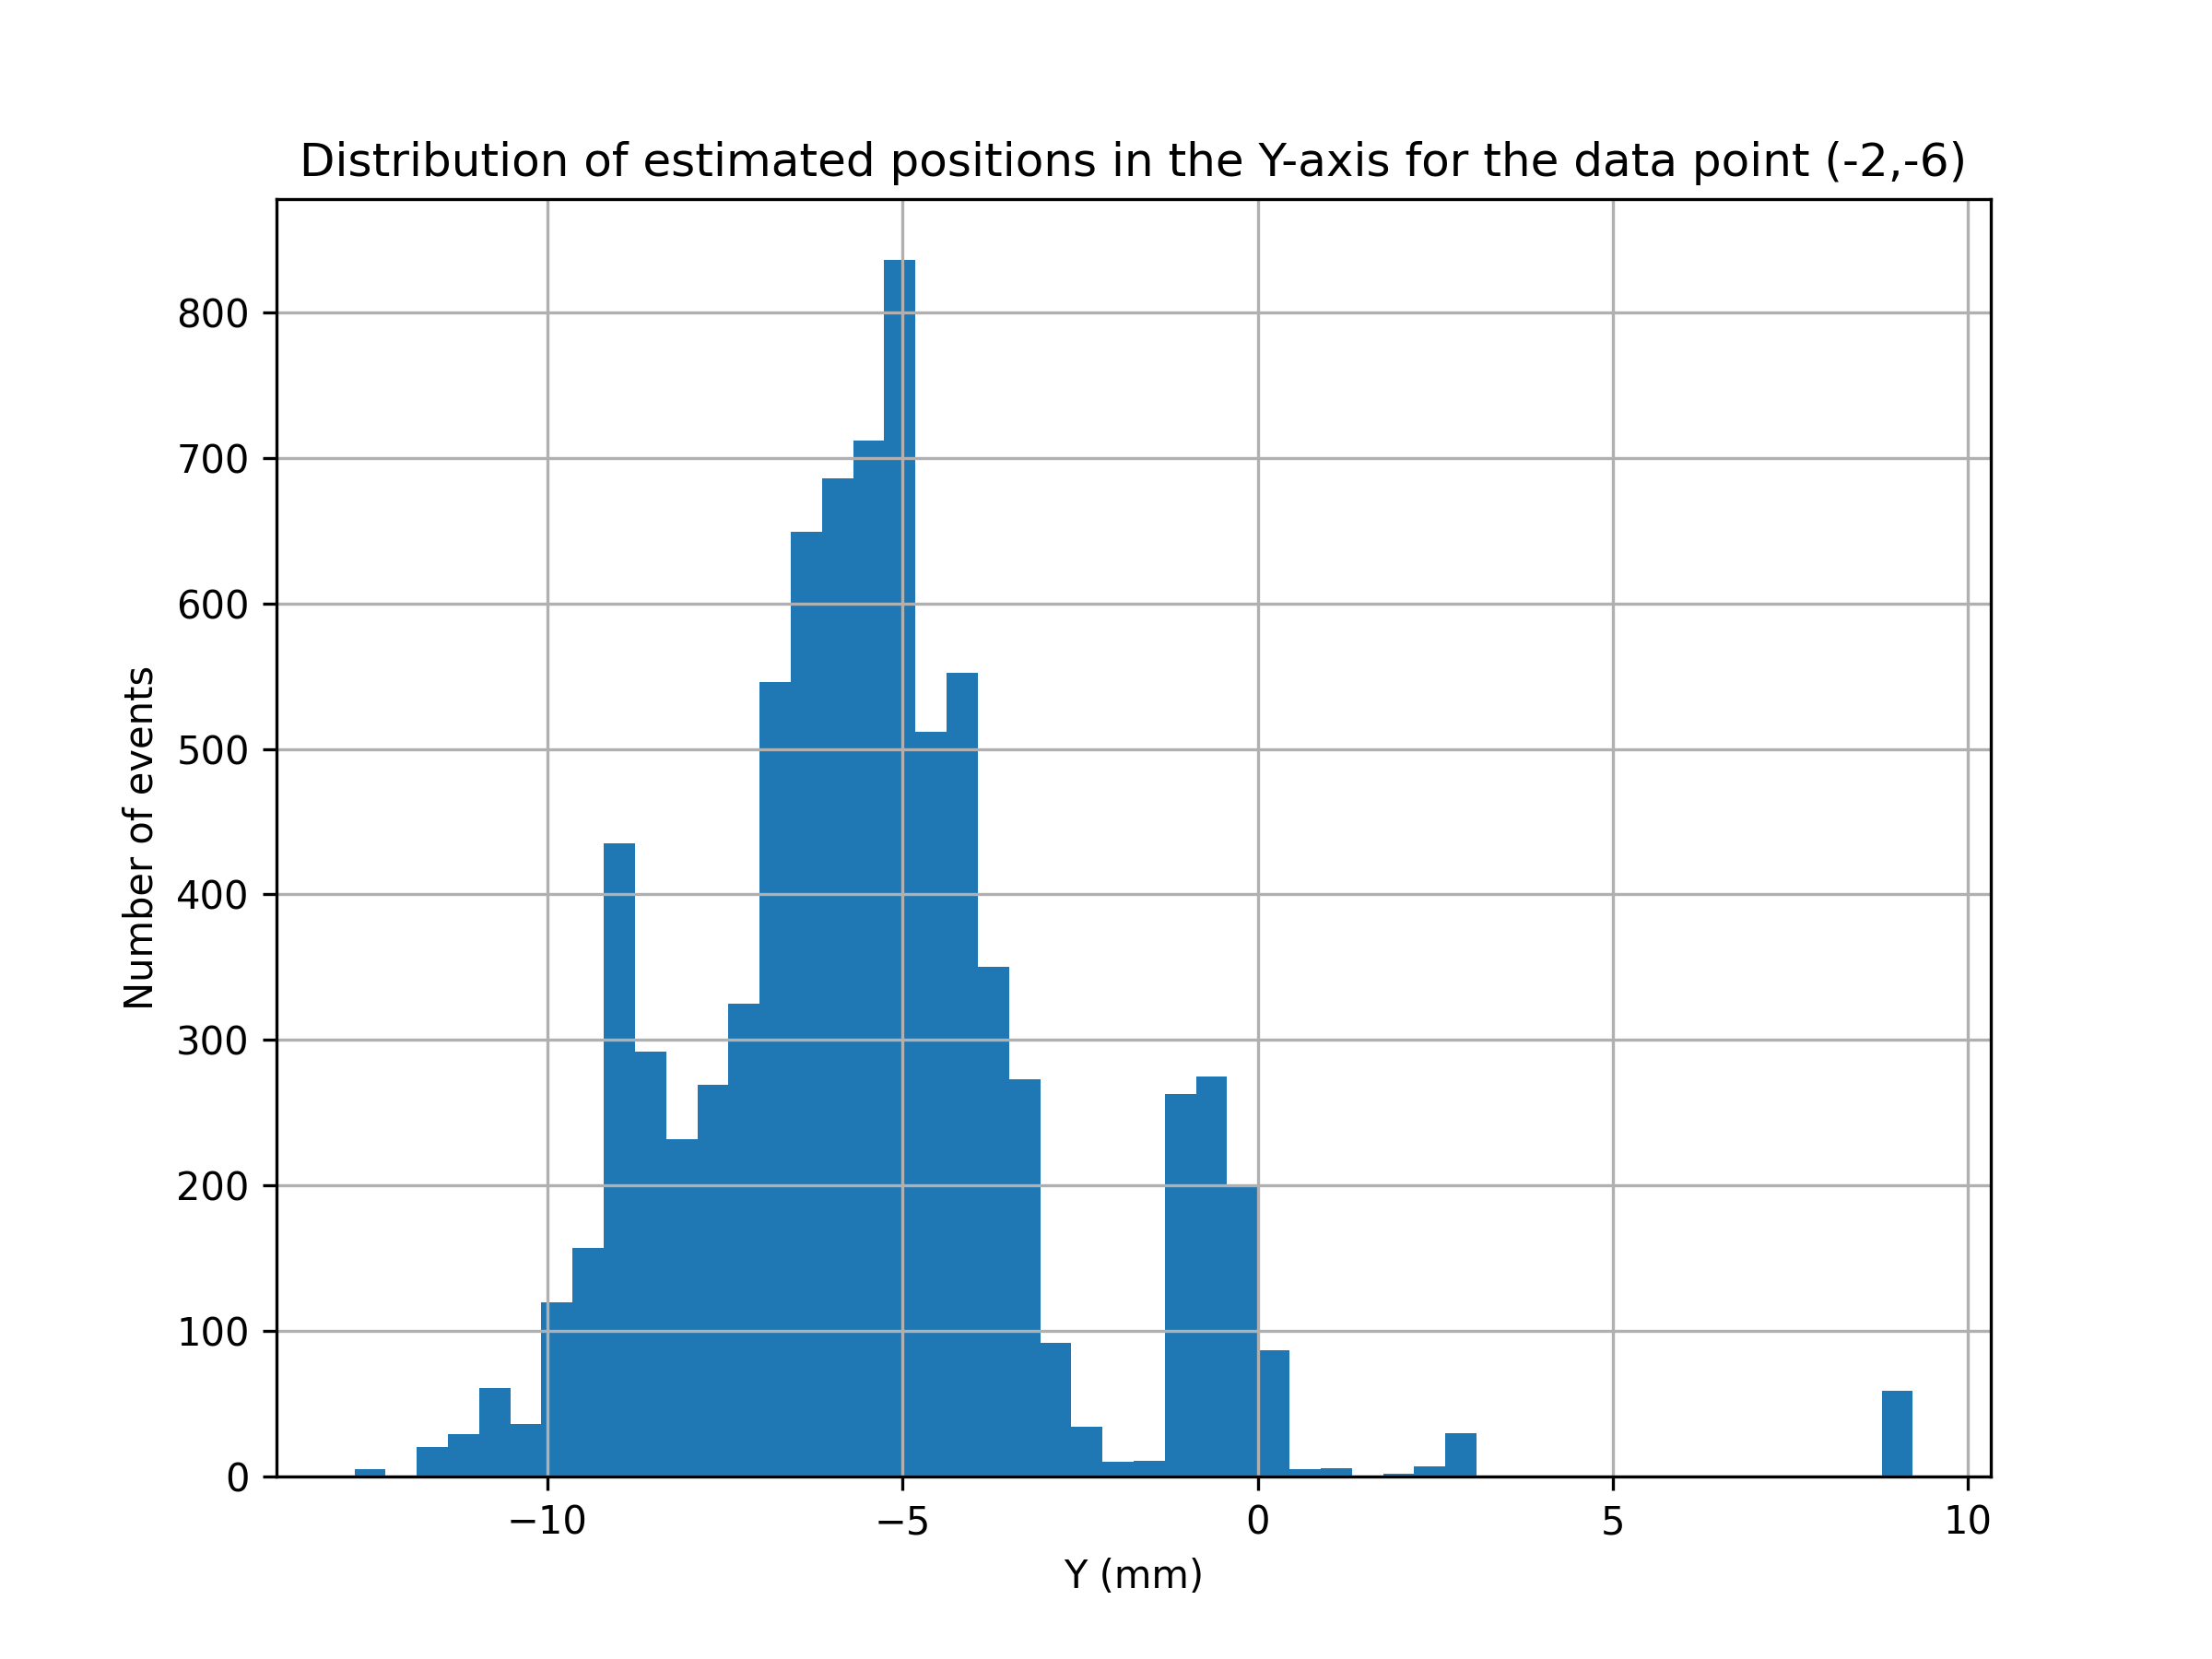 Distribution of estimated positions in the Y-axis for the data point (-2,-6)
800
700
600
500
400
300
200
100
0
Number of events
−10 −5 0 5 10
Y (mm)